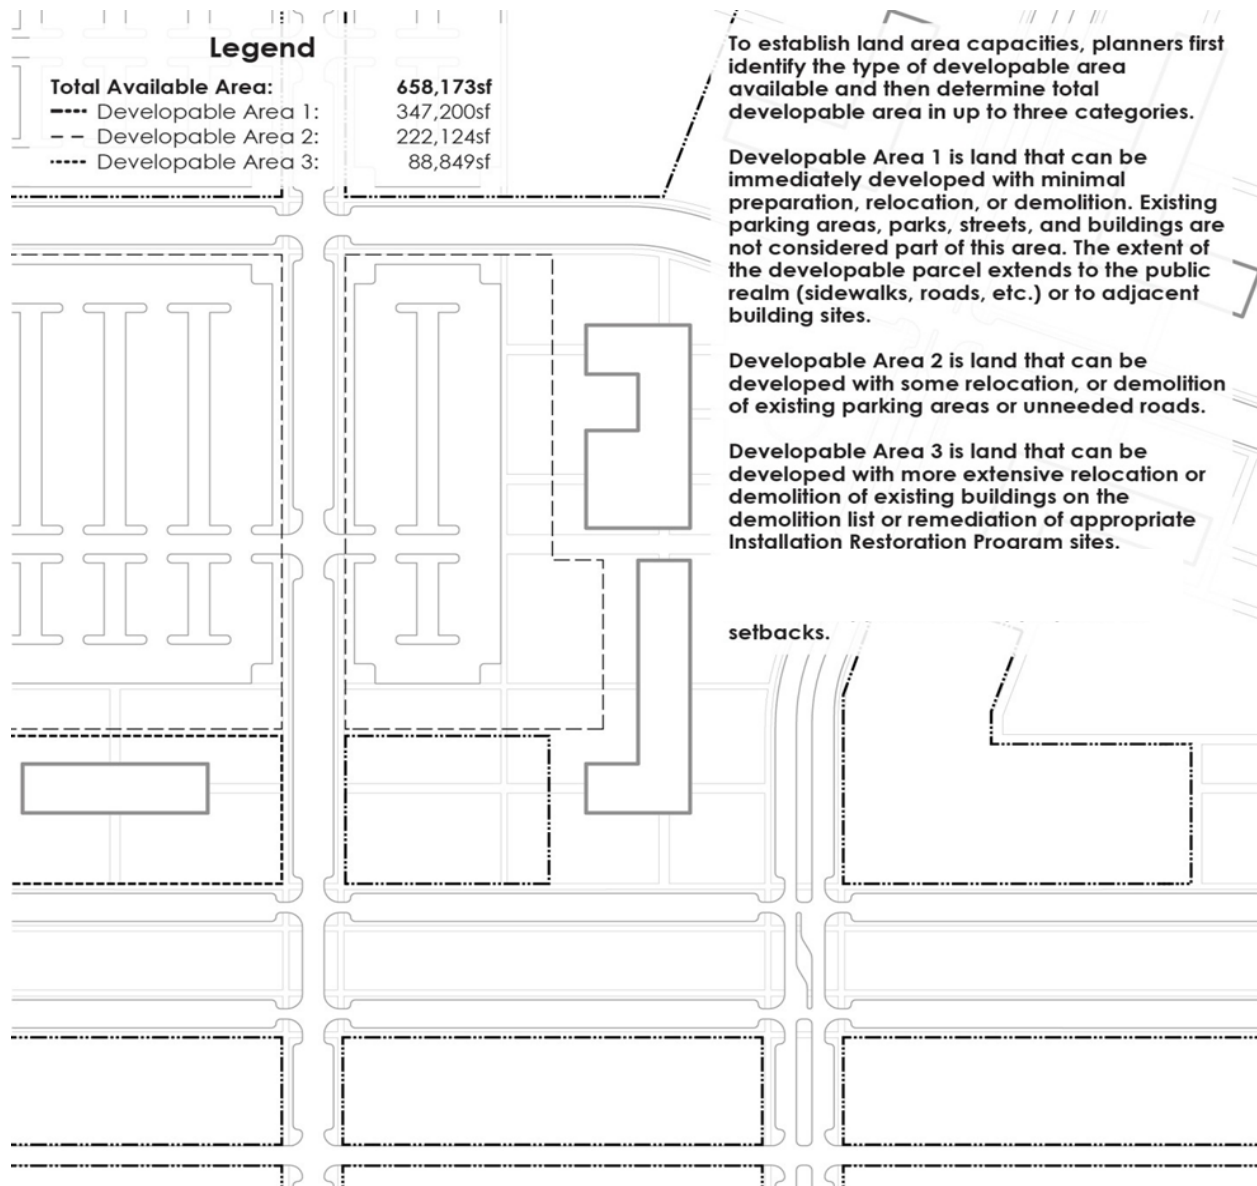 Legend
Total Available Area: 658,173sf
Developable Area 1: 347,200sf
Developable Area 2: 222,124sf
Developable Area 3: 88,849sf
To establish land area capacities, planners first
identify the type of developable area
available and then determine total
developable area in up to three categories.
Developable Area 1 is land that can be
immediately developed with minimal
preparation, relocation, or demolition. Existing
parking areas, parks, streets, and buildings are
not considered part of this area. The extent of
the developable parcel extends to the public
realm (sidewalks, roads, etc.) or to adjacent
building sites.
Developable Area 2 is land that can be
developed with some relocation, or demolition
of existing parking areas or unneeded roads.
Developable Area 3 is land that can be
developed with more extensive relocation or
demolition of existing buildings on the
demolition list or remediation of appropriate
Installation Restoration Program sites.
setbacks.